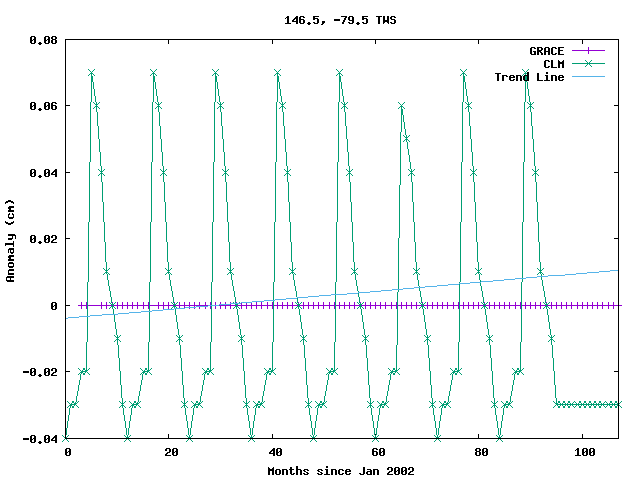 146.5, -79.5 TWS
GRACE
CLM
Trend Line
0.08
0.06
0.04
0.02
0
-0.02
-0.04
Anomaly (cm)
0 20 40 60 80 100
Months since Jan 2002